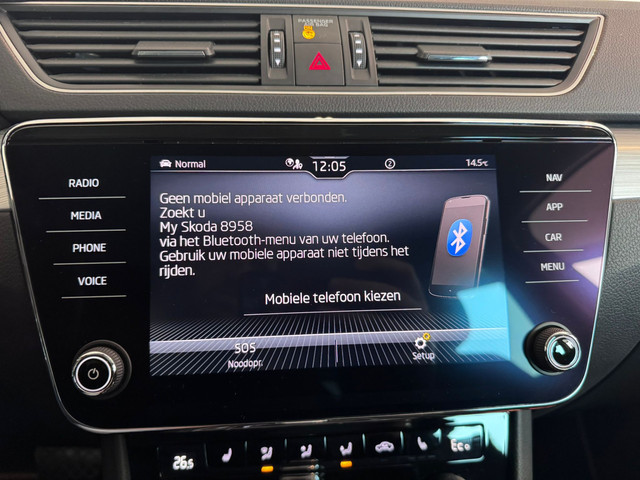 PASSENGER
AIR BAG
RADIO
MEDIA
PHONE
VOICE
Normal
12:05
2
14.5°C
Geen mobiel apparaat verbonden.
Zoekt u
My Skoda 8958
via het Bluetooth-menu van uw telefoon.
Gebruik uw mobiele apparaat niet tijdens het
rijden.
Mobiele telefoon kiezen
SOS
Noodopr.
Setup
NAV
APP
CAR
MENU
26.5